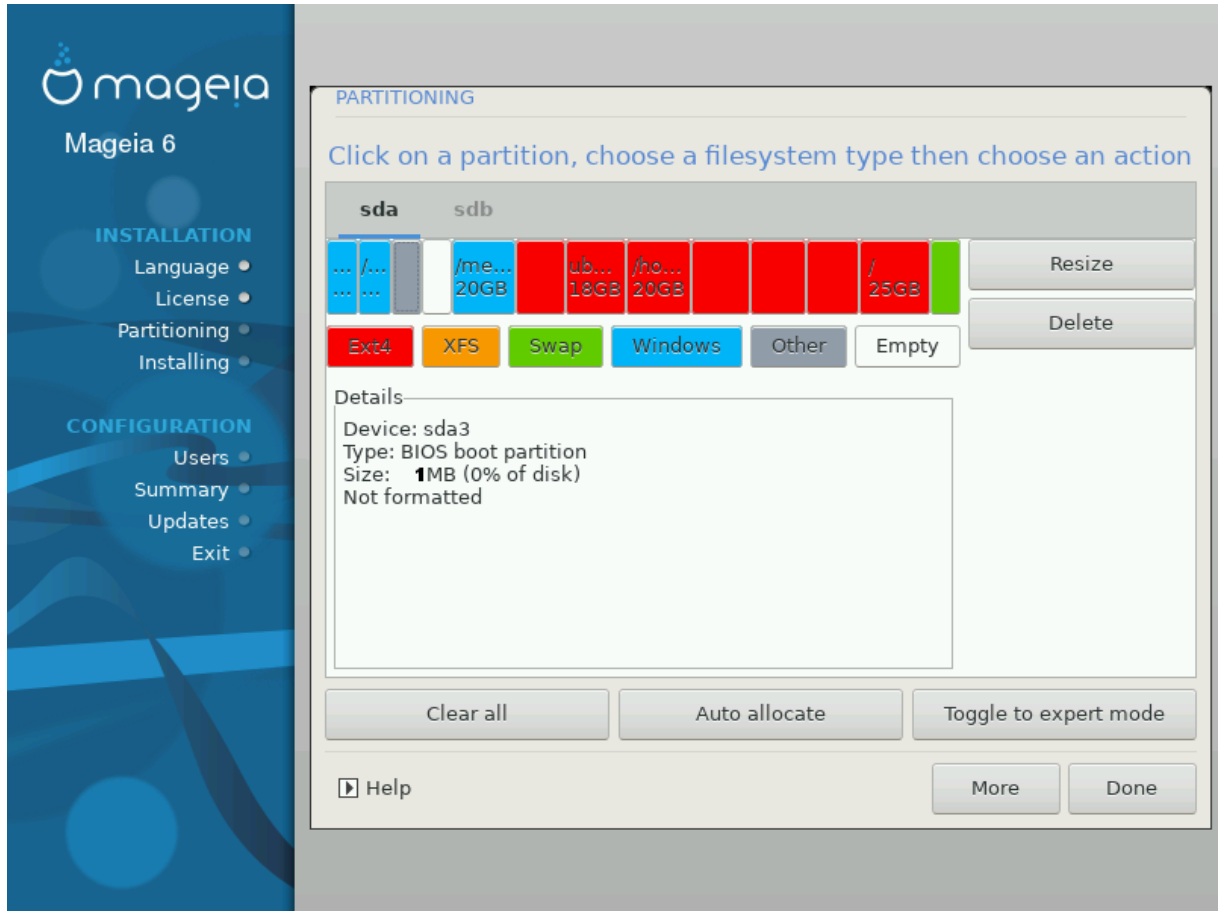 mageia
Mageia 6
INSTALLATION
Language
License
Partitioning
Installing
CONFIGURATION
Users
Summary
Updates
Exit
PARTITIONING
Click on a partition, choose a filesystem type then choose an action
sda sdb
... /... /me... ub... /ho... /
... ... 20GB 18GB 20GB 25GB
Ext4 XFS Swap Windows Other Empty
Resize
Delete
Details
Device: sda3
Type: BIOS boot partition
Size: 1MB (0% of disk)
Not formatted
Clear all Auto allocate Toggle to expert mode
Help More Done